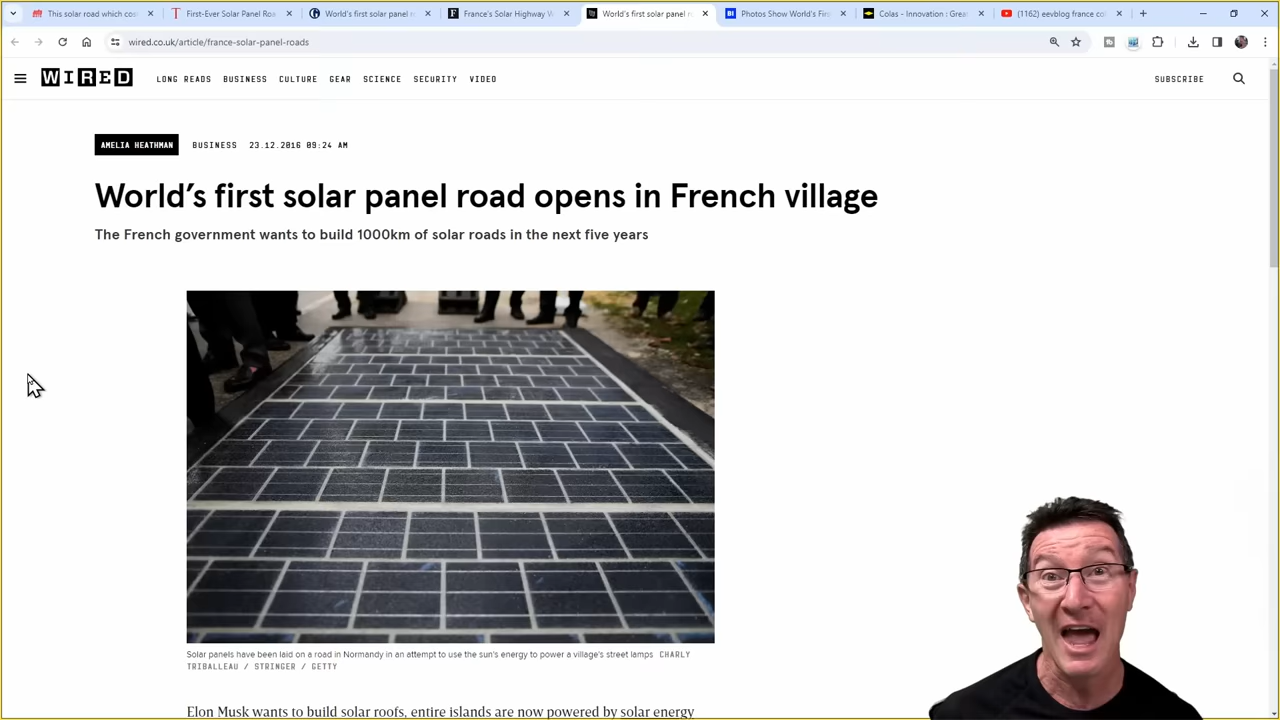 This solar road which cos
First-Ever Solar Panel Roa
World's first solar panel r
France's Solar Highway V
World's first solar panel ro
Photos Show World's Firs
Colas - Innovation : Grea
(1162) eevblog france co
wired.co.uk/article/france-solar-panel-roads
WIRED
LONG READS BUSINESS CULTURE GEAR SCIENCE SECURITY VIDEO
SUBSCRIBE
AMELIA HEATHMAN BUSINESS 23.12.2016 09:24 AM
World's first solar panel road opens in French village
The French government wants to build 1000km of solar roads in the next five years
Solar panels have been laid on a road in Normandy in an attempt to use the sun's energy to power a village's street lamps CHARLY
TRIBALLEAU / STRINGER / GETTY
Elon Musk wants to build solar roofs, entire islands are now powered by solar energy